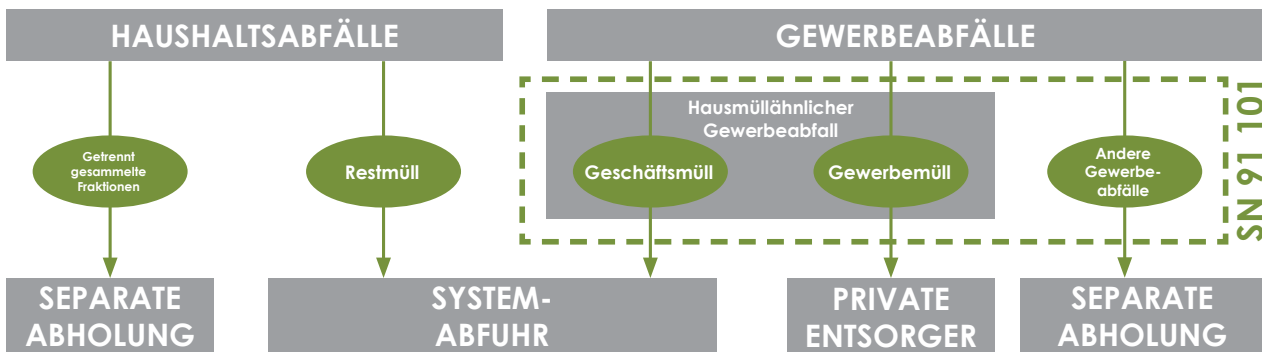 HAUSHALTSABFÄLLE
GEWERBEABFÄLLE
Hausmüllähnlicher
Gewerbeabfall
Getrennt
gesammelte
Fraktionen
Restmüll
Geschäftsmüll
Gewerbemüll
Andere
Gewerbe-
abfälle
SN 91 101
SEPARATE
ABHOLUNG
SYSTEM-
ABFUHR
PRIVATE
ENTSORGER
SEPARATE
ABHOLUNG